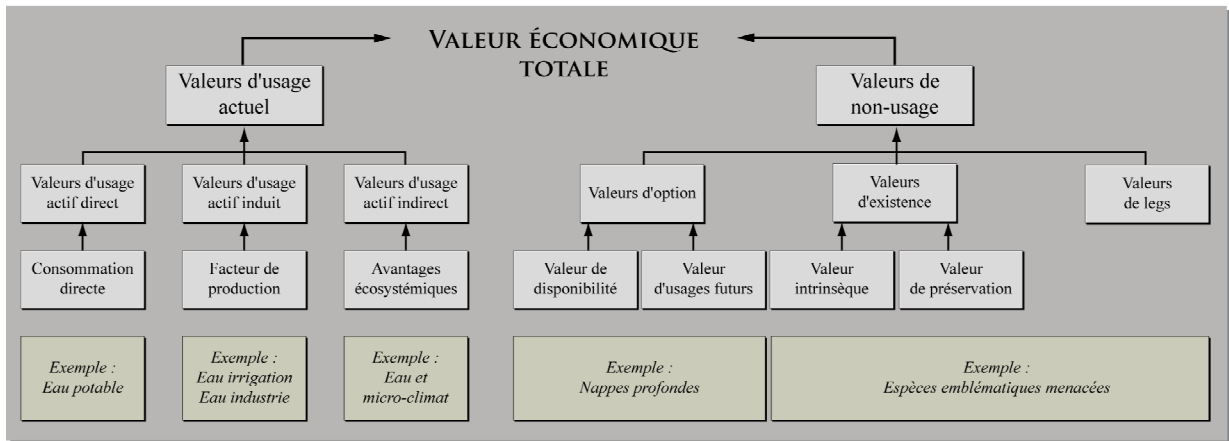 VALEUR ÉCONOMIQUE
TOTALE
Valeurs d'usage
actuel
Valeurs de
non-usage
Valeurs d'usage
actif direct
Valeurs d'usage
actif induit
Valeurs d'usage
actif indirect
Valeurs d'option
Valeurs
d'existence
Valeurs
de legs
Consommation
directe
Facteur de
production
Avantages
écosystémiques
Valeur de
disponibilité
Valeur
d'usages futurs
Valeur
intrinsèque
Valeur
de préservation
Exemple :
Eau potable
Exemple :
Eau irrigation
Eau industrie
Exemple :
Eau et
micro-climat
Exemple :
Nappes profondes
Exemple :
Espèces emblématiques menacées